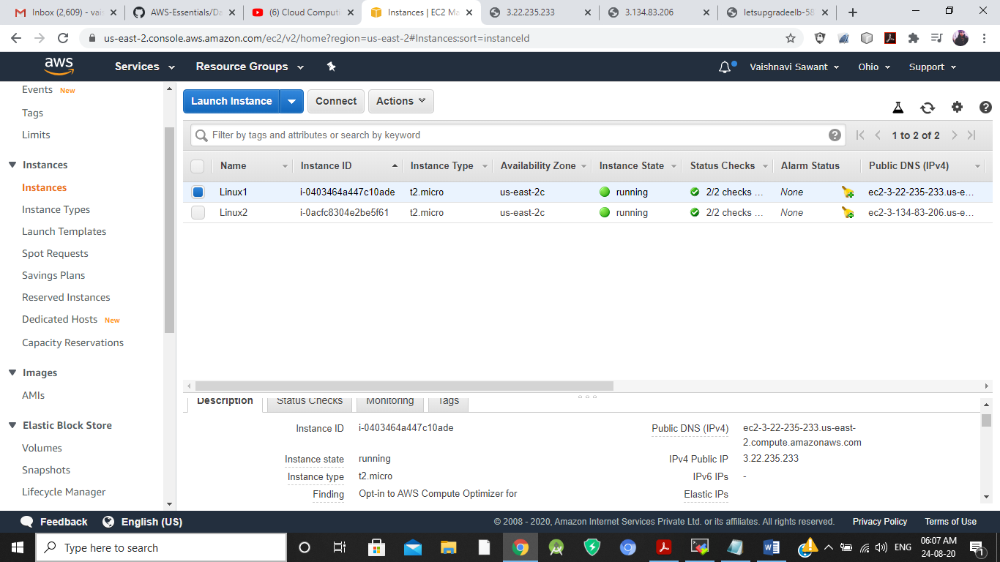 Inbox (2,609) - vais
AWS-Essentials/Da
(6) Cloud Computi
Instances | EC2 Ma
3.22.235.233
3.134.83.206
letsupgradeelb-58
us-east-2.console.aws.amazon.com/ec2/v2/home?region=us-east-2#Instances:sort=instanceId
aws
Services
Resource Groups
Vaishnavi Sawant
Ohio
Support
Events New
Tags
Limits
Instances
Instances
Instance Types
Launch Templates
Spot Requests
Savings Plans
Reserved Instances
Dedicated Hosts New
Capacity Reservations
Images
AMIs
Elastic Block Store
Volumes
Snapshots
Lifecycle Manager
Launch Instance
Connect
Actions
Filter by tags and attributes or search by keyword
1 to 2 of 2
Name Instance ID Instance Type Availability Zone Instance State Status Checks Alarm Status Public DNS (IPv4)
Linux1 i-0403464a447c10ade t2.micro us-east-2c running 2/2 checks ... None ec2-3-22-235-233.us-e...
Linux2 i-0acfc8304e2be5f61 t2.micro us-east-2c running 2/2 checks ... None ec2-3-134-83-206.us-e...
Description Status Checks Monitoring Tags
Instance ID i-0403464a447c10ade
Instance state running
Instance type t2.micro
Finding Opt-in to AWS Compute Optimizer for
Public DNS (IPv4) ec2-3-22-235-233.us-east-
2.compute.amazonaws.com
IPv4 Public IP 3.22.235.233
IPv6 IPs -
Elastic IPs
Feedback
English (US)
© 2008 - 2020, Amazon Internet Services Private Ltd. or its affiliates. All rights reserved.
Privacy Policy
Terms of Use
Type here to search
ENG
06:07 AM
24-08-20
1